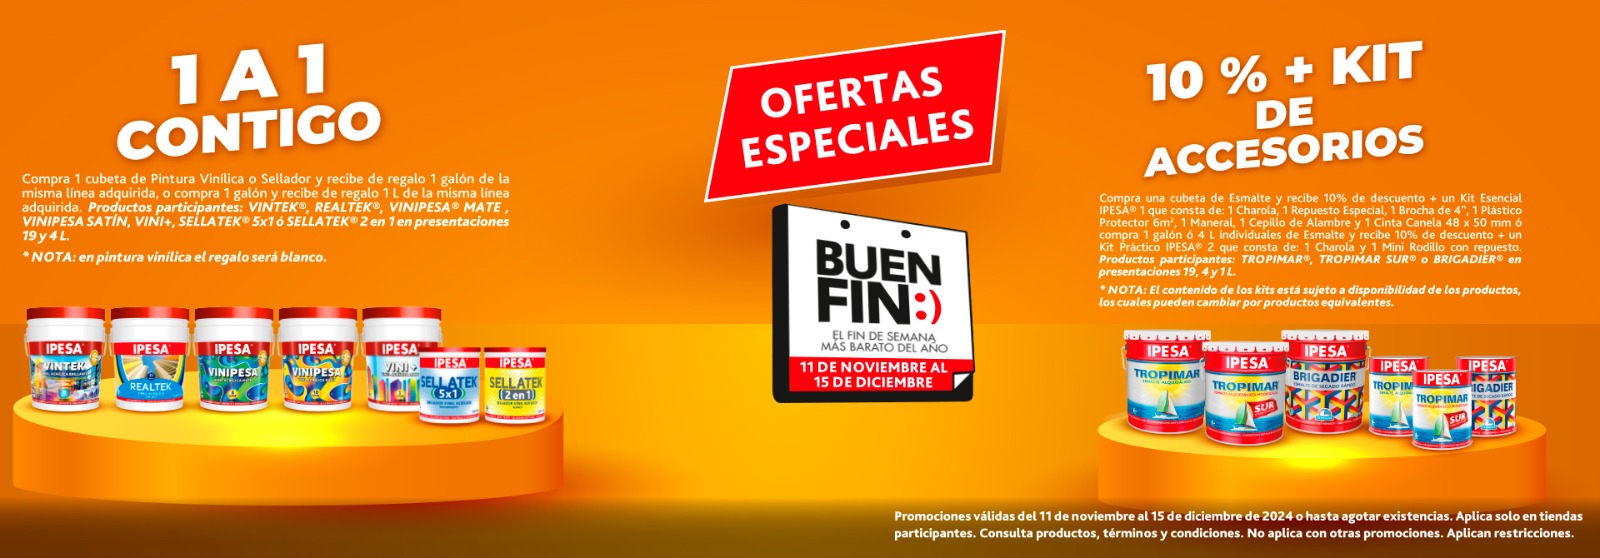 1 A 1
CONTIGO
Compra 1 cubeta de Pintura Vinílica o Sellador y recibe de regalo 1 galón de la
misma línea adquirida, o compra 1 galón y recibe de regalo 1 L de la misma línea
adquirida. Productos participantes: VINTEK®, REALTEK®, VINIPESA® MATE ,
VINIPESA SATÍN, VINI+, SELLATEK® 5x1 ó SELLATEK® 2 en 1 en presentaciones
19 y 4 L.
* NOTA: en pintura vinílica el regalo será blanco.
IPESA
VINTEK
IPESA
REALTEK
IPESA
VINIPESA
IPESA
VINIPESA
IPESA
VINI+
IPESA
SELLATEK
5x1
IPESA
SELLATEK
(2 en 1)
OFERTAS
ESPECIALES
BUEN
FIN:)
EL FIN DE SEMANA
MÁS BARATO DEL AÑO
11 DE NOVIEMBRE AL
15 DE DICIEMBRE
10 % + KIT
DE
ACCESORIOS
Compra una cubeta de Esmalte y recibe 10% de descuento + un Kit Esencial
IPESA® 1 que consta de: 1 Charola, 1 Repuesto Especial, 1 Brocha de 4”, 1 Plástico
Protector 6m², 1 Maneral, 1 Cepillo de Alambre y 1 Cinta Canela 48 x 50 mm ó
compra 1 galón ó 4 L individuales de Esmalte y recibe 10% de descuento + un
Kit Práctico IPESA® 2 que consta de: 1 Charola y 1 Mini Rodillo con repuesto.
Productos participantes: TROPIMAR®, TROPIMAR SUR® o BRIGADIER® en
presentaciones 19, 4 y 1 L.
* NOTA: El contenido de los kits está sujeto a disponibilidad de los productos,
los cuales pueden cambiar por productos equivalentes.
IPESA
TROPIMAR
IPESA
TROPIMAR
SUR
IPESA
BRIGADIER
ESMALTE DE SECADO RÁPIDO
IPESA
TROPIM
IPESA
TROPIMAR
SUR
IPESA
Promociones válidas del 11 de noviembre al 15 de diciembre de 2024 o hasta agotar existencias. Aplica solo en tiendas
participantes. Consulta productos, términos y condiciones. No aplica con otras promociones. Aplican restricciones.